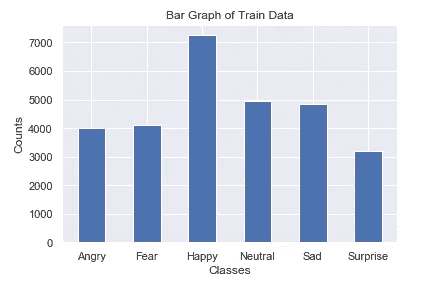 Bar Graph of Train Data
7000
6000
5000
4000
3000
2000
1000
0
Counts
Angry Fear Happy Neutral Sad Surprise
Classes